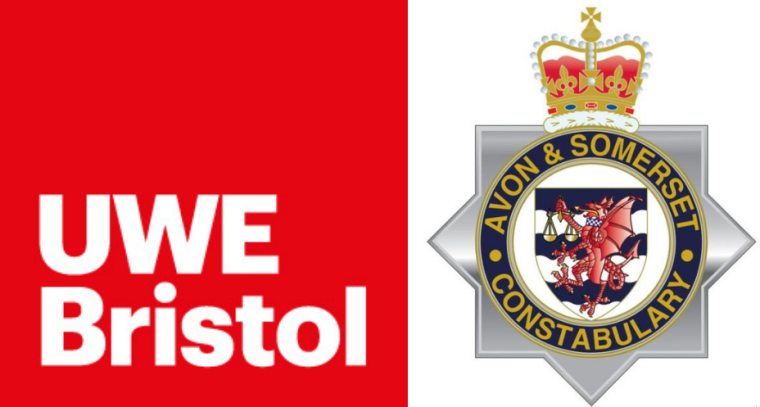 UWE
Bristol
AVON & SOMERSET
CONSTABULARY